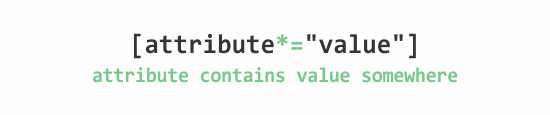 [attribute*="value"]
attribute contains value somewhere